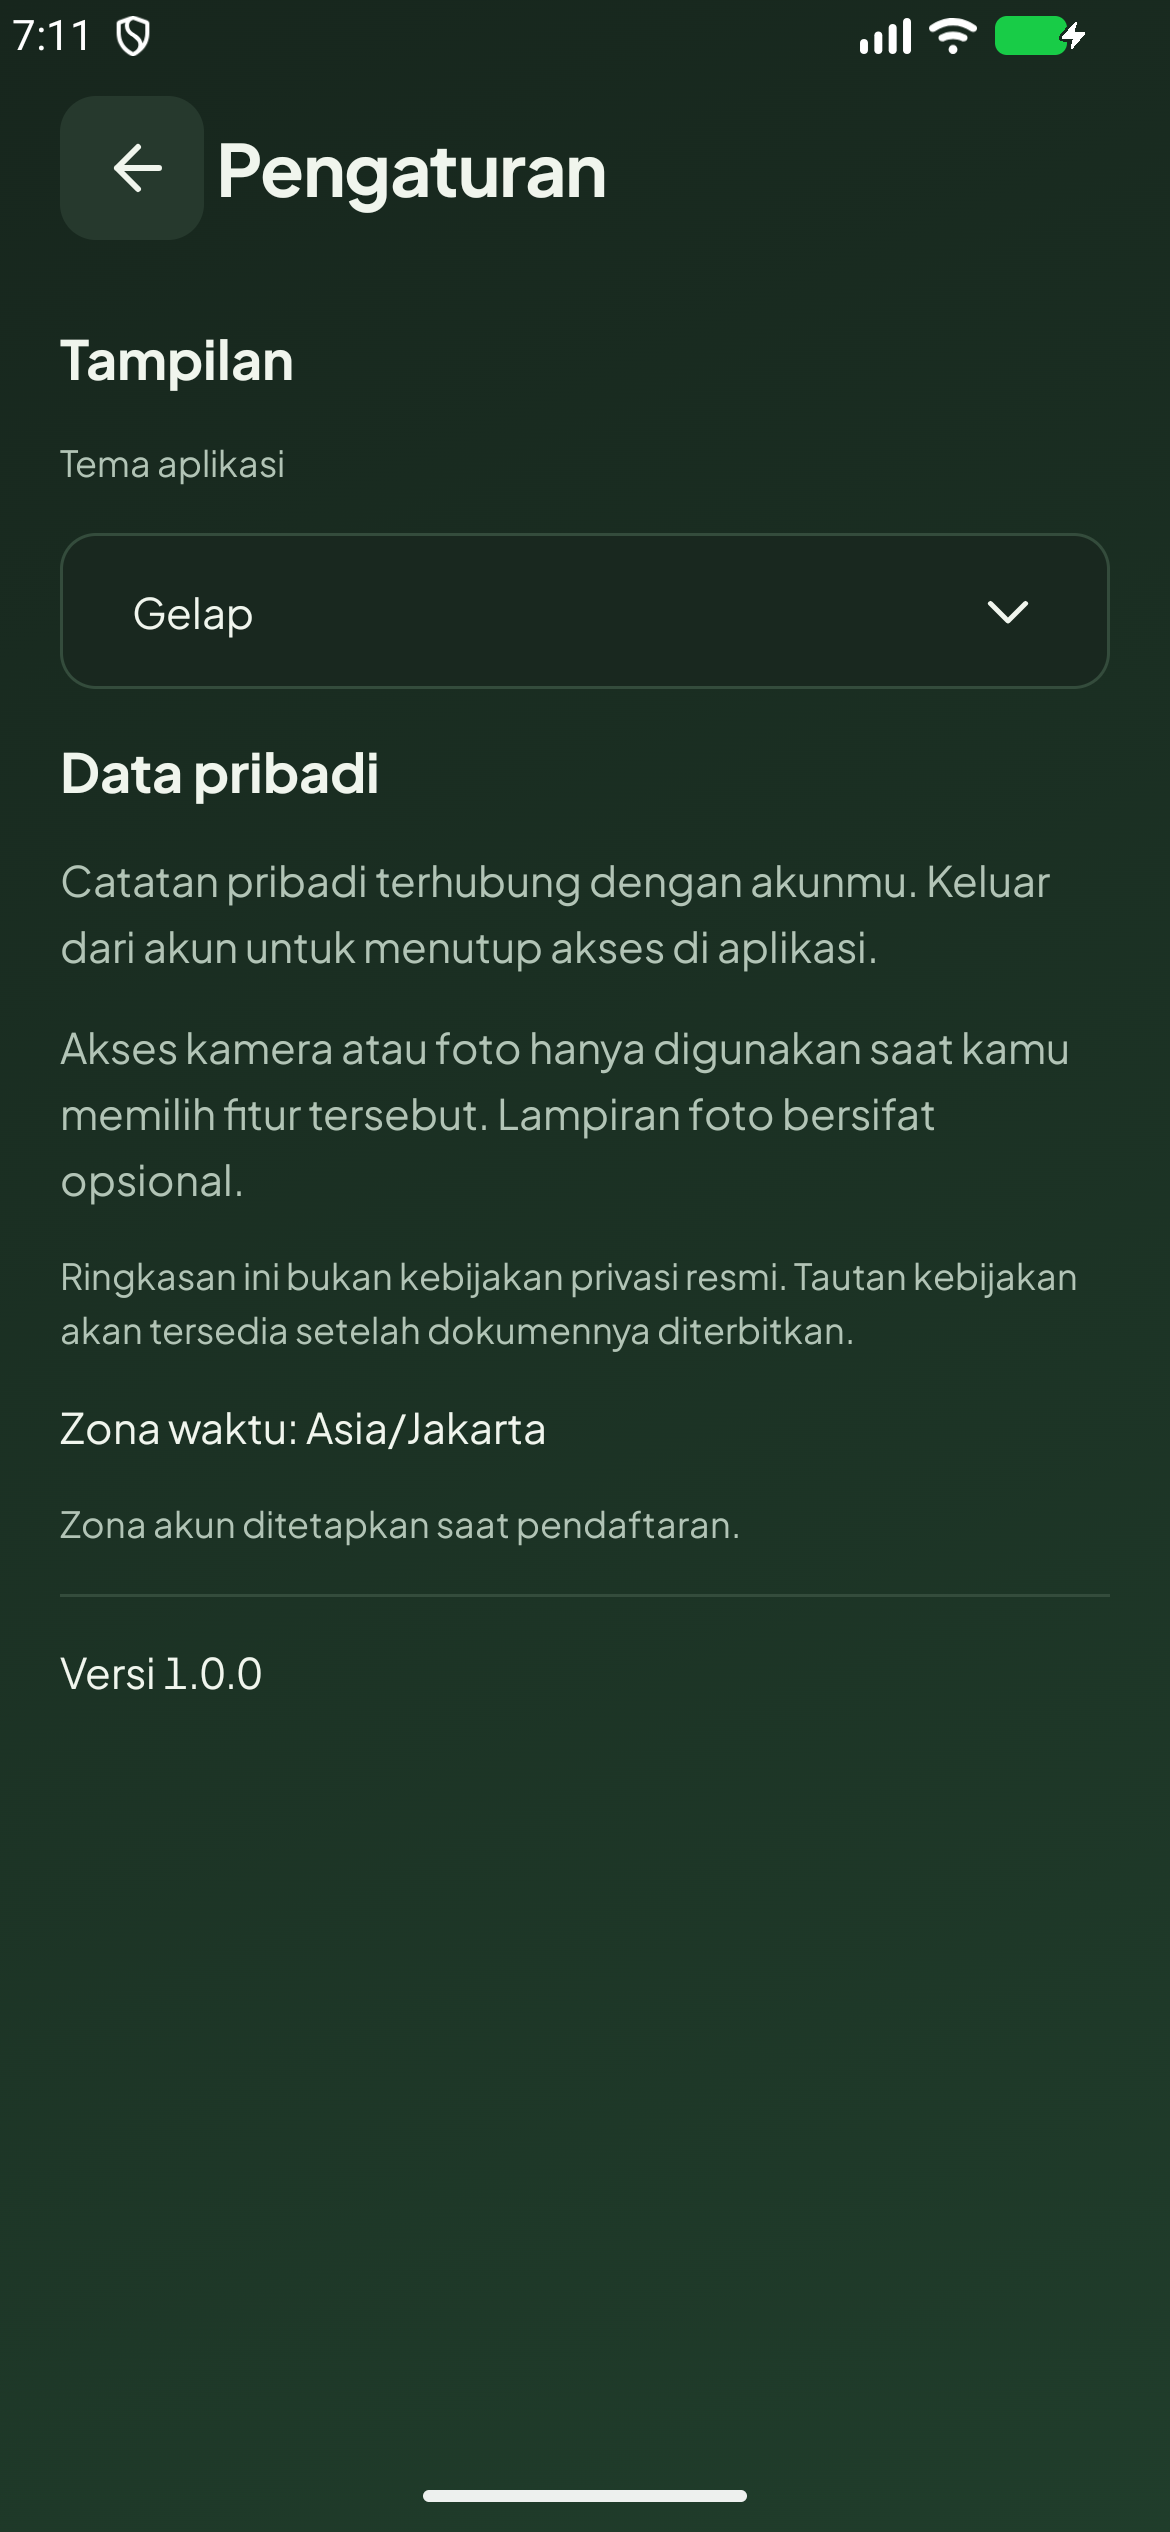 7:11
Pengaturan
Tampilan
Tema aplikasi
Gelap
Data pribadi
Catatan pribadi terhubung dengan akunmu. Keluar
dari akun untuk menutup akses di aplikasi.
Akses kamera atau foto hanya digunakan saat kamu
memilih fitur tersebut. Lampiran foto bersifat
opsional.
Ringkasan ini bukan kebijakan privasi resmi. Tautan kebijakan
akan tersedia setelah dokumennya diterbitkan.
Zona waktu: Asia/Jakarta
Zona akun ditetapkan saat pendaftaran.
Versi 1.0.0